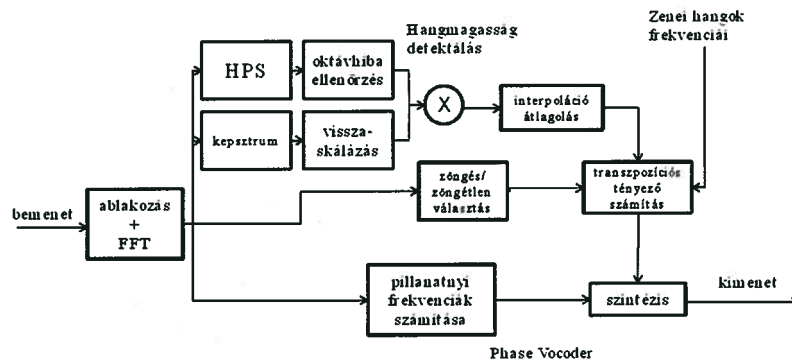 Hangmagasság
detektálás
Zenei hangok
frekvenciái
HPS
oktávhiba
ellenőrzés
X
interpoláció
átlagolás
kepsztrum
vissza-
skálázás
zöngés/
zöngétlen
választás
transzpozíciós
tényező
számítás
bemenet
ablakozás
+
FFT
pillanatnyi
frekvenciák
számítása
szintézis
kimenet
Phase Vocoder